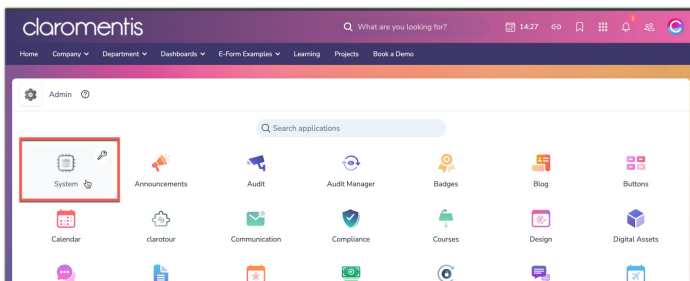 claromentis
What are you looking for?
14:27
1
Home Company Department Dashboards E-Form Examples Learning Projects Book a Demo
Admin
Search applications
System Announcements Audit Audit Manager Badges Blog Buttons
Calendar clarotour Communication Compliance Courses Design Digital Assets